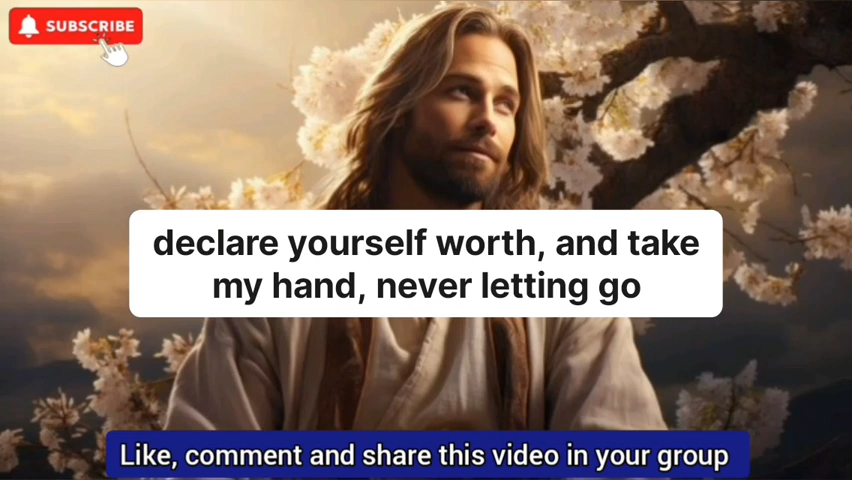 SUBSCRIBE
declare yourself worth, and take
my hand, never letting go
Like, comment and share this video in your group